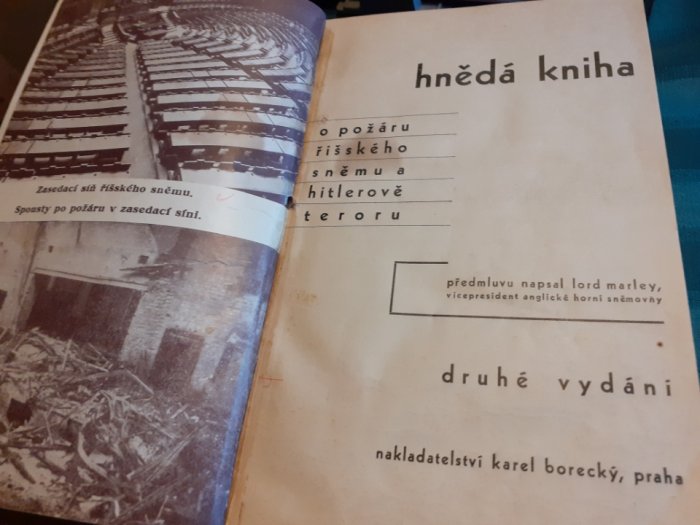 Zasedací síň říšského sněmu.
Spousty po požáru v zasedací síni.
hnědá kniha
o požáru
říšského
sněmu a
hitlerově
teroru
předmluvu napsal lord marley,
vicepresident anglické horní sněmovny
druhé vydání
nakladatelství karel borecký, praha